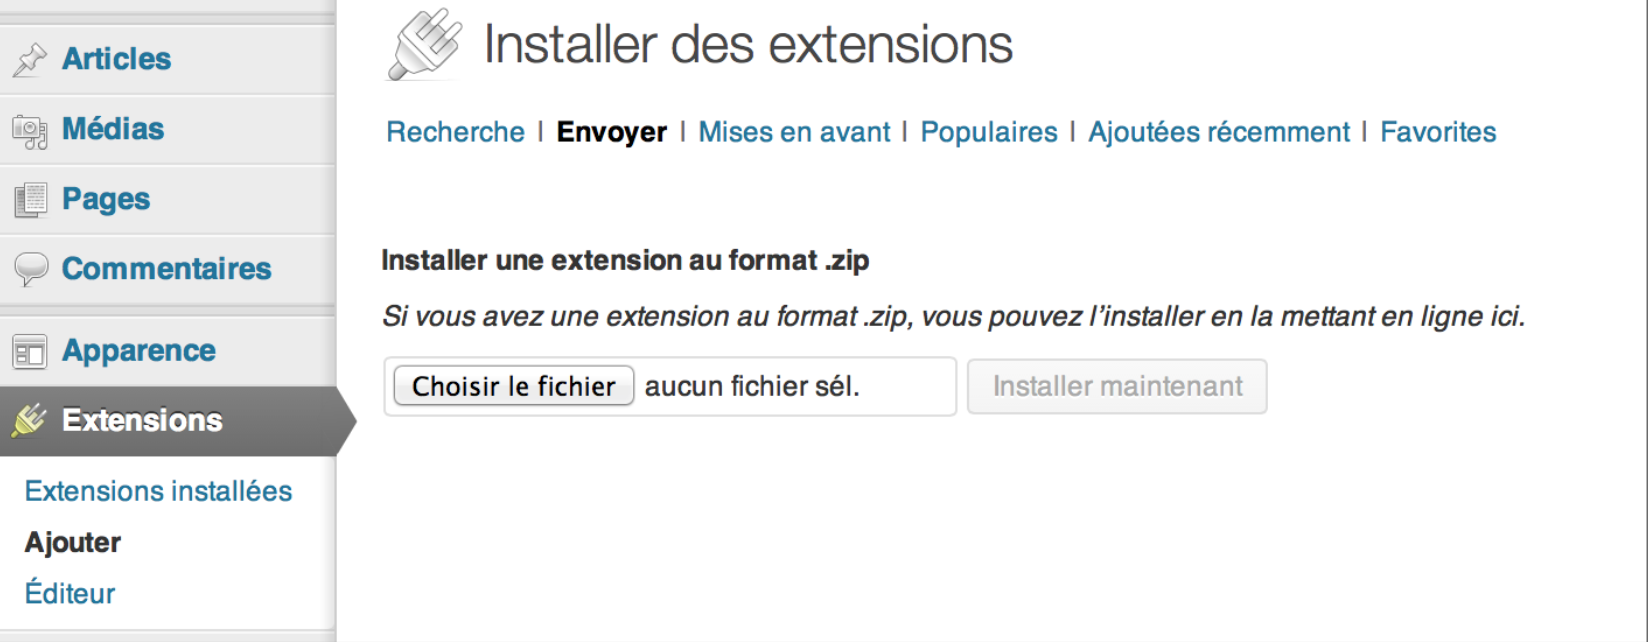 Articles
Médias
Pages
Commentaires
Apparence
Extensions
Extensions installées
Ajouter
Éditeur
Installer des extensions
Recherche | Envoyer | Mises en avant | Populaires | Ajoutées récemment | Favorites
Installer une extension au format .zip
Si vous avez une extension au format .zip, vous pouvez l’installer en la mettant en ligne ici.
Choisir le fichier aucun fichier sél. Installer maintenant